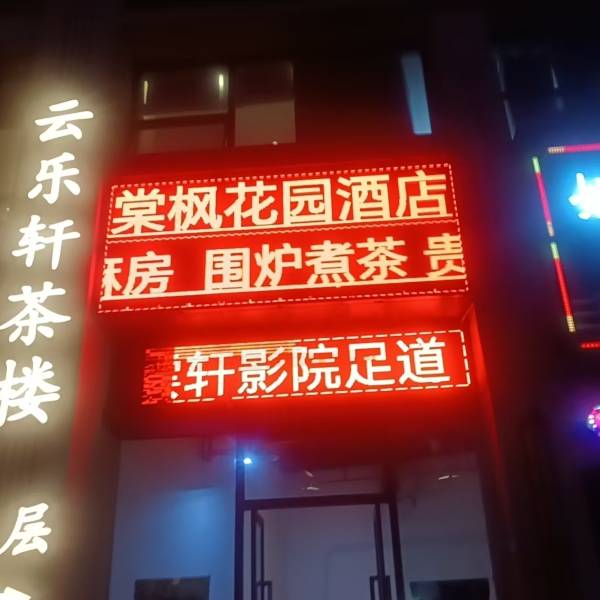 云乐轩茶楼
层
棠枫花园酒店
麻房 围炉煮茶 贵
轩影院足道